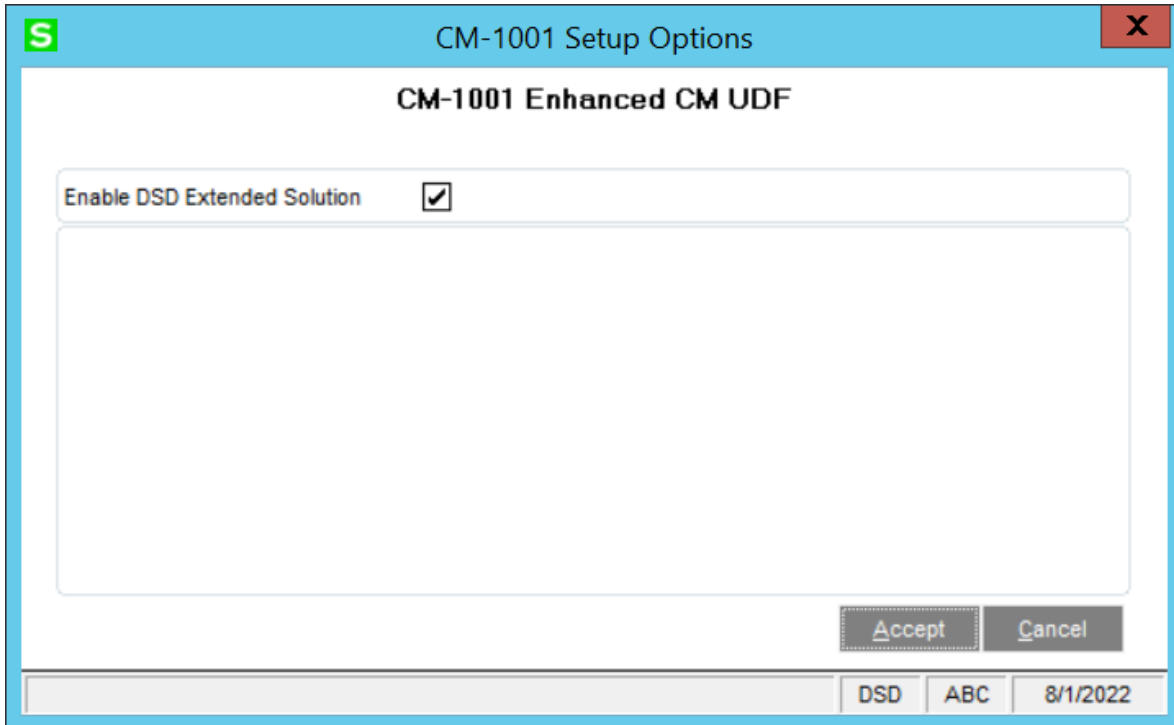 S
CM-1001 Setup Options
X
CM-1001 Enhanced CM UDF
Enable DSD Extended Solution
Accept Cancel
DSD ABC 8/1/2022